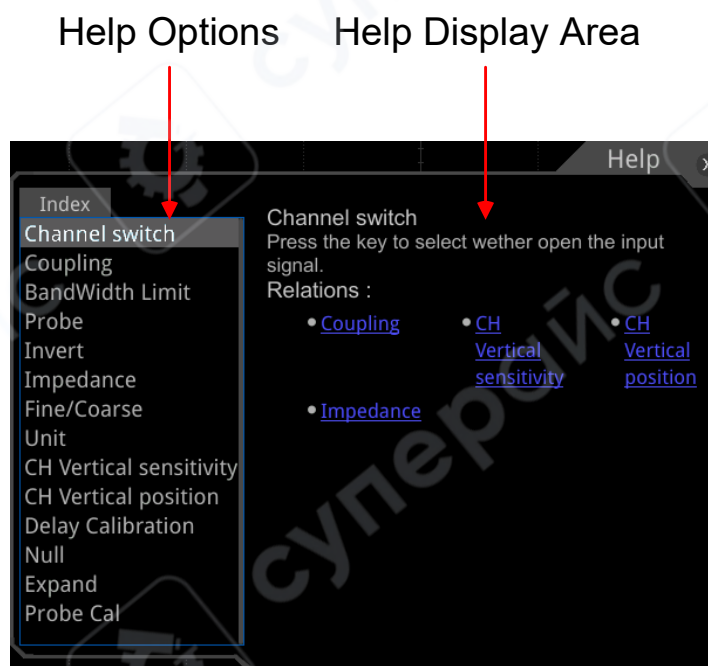 Help Options Help Display Area
Help x
Index
Channel switch
Coupling
BandWidth Limit
Probe
Invert
Impedance
Fine/Coarse
Unit
CH Vertical sensitivity
CH Vertical position
Delay Calibration
Null
Expand
Probe Cal
Channel switch
Press the key to select wether open the input
signal.
Relations :
• Coupling
• CH
Vertical
sensitivity
• CH
Vertical
position
• Impedance
суперайс